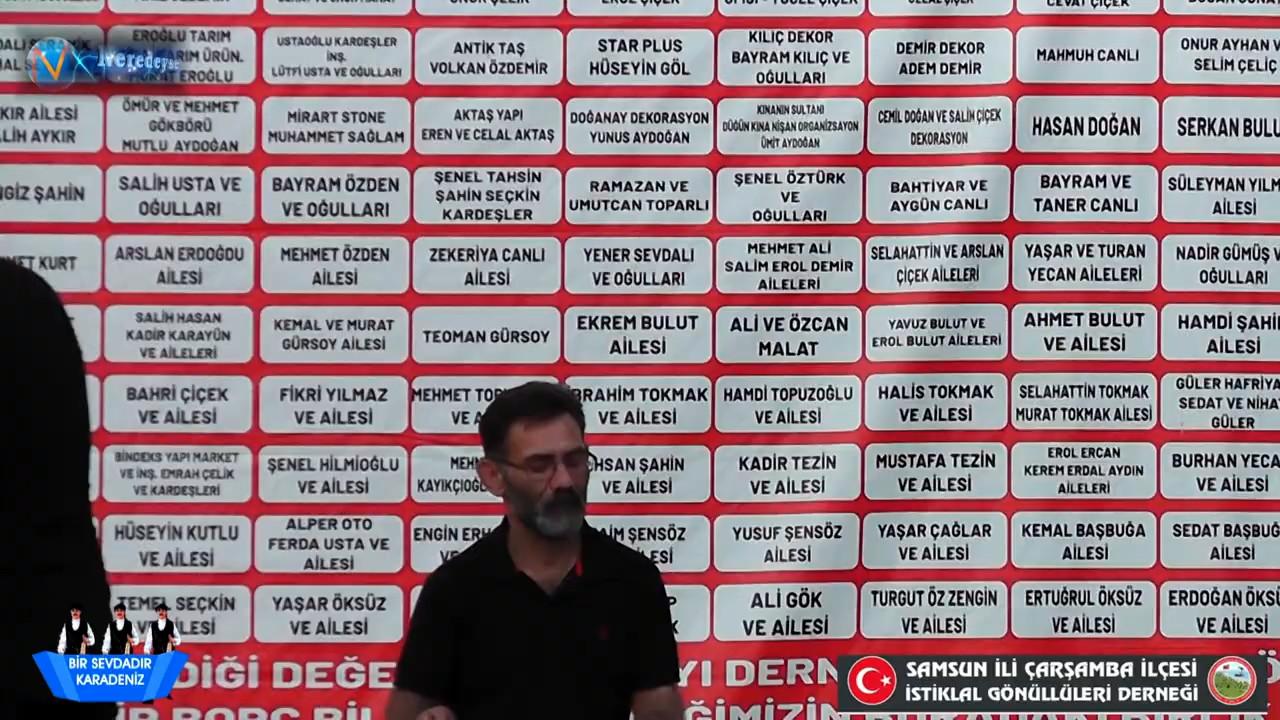 EROĞLU TARIM
USTAOĞLU KARDEŞLER
İNŞ.
LÜTFİ USTA VE OĞULLARI
ANTİK TAŞ
VOLKAN ÖZDEMİR
STAR PLUS
HÜSEYİN GÖL
KILIÇ DEKOR
BAYRAM KILIÇ VE
OĞULLARI
DEMİR DEKOR
ADEM DEMİR
MAHMUH CANLI
ONUR AYHAN
SELİM ÇELİÇ
AİLESİ
AYKIR
ÖMÜR VE MEHMET
GÖKBÖRÜ
MUTLU AYDOĞAN
MİRART STONE
MUHAMMET SAĞLAM
AKTAŞ YAPI
EREN VE CELAL AKTAŞ
DOĞANAY DEKORASYON
YUNUS AYDOĞAN
KINANIN SULTANI
DÜĞÜN KINA NİŞAN ORGANİZSAYON
ÜMİT AYDOĞAN
CEMİL DOĞAN VE SALİH ÇİÇEK
DEKORASYON
HASAN DOĞAN
SERKAN
ŞAHİN
SALİH USTA VE
OĞULLARI
BAYRAM ÖZDEN
VE OĞULLARI
ŞENEL TAHSİN
ŞAHİN SEÇKİN
KARDEŞLER
RAMAZAN VE
UMUTCAN TOPARLI
ŞENEL ÖZTÜRK
VE
OĞULLARI
BAHTİYAR VE
AYGÜN CANLI
BAYRAM VE
TANER CANLI
SÜLEYMAN
AİLESİ
KURT
ARSLAN ERDOĞDU
AİLESİ
MEHMET ÖZDEN
AİLESİ
ZEKERİYA CANLI
AİLESİ
YENER SEVDALI
VE OĞULLARI
MEHMET ALİ
SALİM EROL DEMİR
AİLELERİ
SELAHATTİN VE ARSLAN
ÇİÇEK AİLELERİ
YAŞAR VE TURAN
YECAN AİLELERİ
NADİR GÜMÜŞ
OĞULLARI
SALİH HASAN
KADİR KARAYÜN
VE AİLELERİ
KEMAL VE MURAT
GÜRSOY AİLESİ
TEOMAN GÜRSOY
EKREM BULUT
AİLESİ
ALİ VE ÖZCAN
MALAT
YAVUZ BULUT VE
EROL BULUT AİLELERİ
AHMET BULUT
VE AİLESİ
HAMDİ ŞAHİ
AİLESİ
BAHRİ ÇİÇEK
VE AİLESİ
FİKRİ YILMAZ
VE AİLESİ
MEHMET
İBRAHİM TOKMAK
VE AİLESİ
HAMDİ TOPUZOĞLU
VE AİLESİ
HALİS TOKMAK
VE AİLESİ
SELAHATTİN TOKMAK
MURAT TOKMAK AİLESİ
GÜLER
SEDAT VE
GÜLER
BİNDEKS YAPI MARKET
VE İNŞ. EMRAH ÇELİK
VE KARDEŞLERİ
ŞENEL HİLMİOĞLU
VE AİLESİ
ŞAHİN
VE AİLESİ
KADİR TEZİN
VE AİLESİ
MUSTAFA TEZİN
VE AİLESİ
EROL ERCAN
KEREM ERDAL AYDIN
AİLELERİ
BURHAN
VE AİLESİ
HÜSEYİN KUTLU
VE AİLESİ
ALPER OTO
FERDA USTA VE
AİLESİ
ENGİN
ŞENSÖZ
AİLESİ
YUSUF ŞENSÖZ
AİLESİ
YAŞAR ÇAĞLAR
VE AİLESİ
KEMAL BAŞBUĞA
AİLESİ
SEDAT BAŞBUĞ
AİLESİ
TEMEL SEÇKİN
YAŞAR ÖKSÜZ
VE AİLESİ
ALİ GÖK
VE AİLESİ
TURGUT ÖZ ZENGİN
VE AİLESİ
ERTUĞRUL ÖKSÜZ
VE AİLESİ
ERDOĞAN
VE AİLESİ
BİR SEVDADIR
KARADENİZ
SAMSUN İLİ ÇARŞAMBA İLÇESİ
İSTİKLAL GÖNÜLLÜLERİ DERNEĞİ